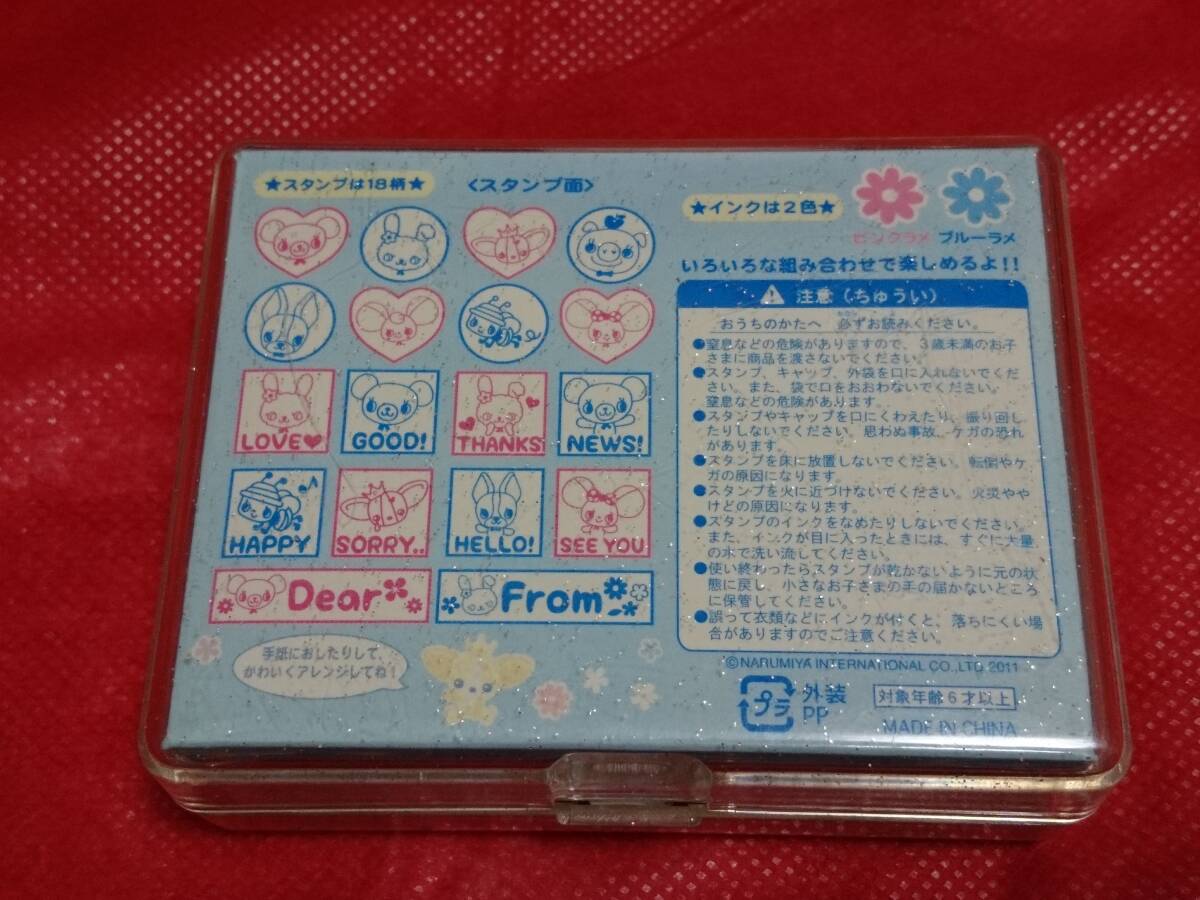 ★スタンプは18柄★
〈スタンプ面〉
LOVE♥
GOOD!
THANKS
NEWS!
HAPPY
SORRY..
HELLO!
SEE YOU
Dear
From
手紙におしたりして、
かわいくアレンジしてね!
★インクは2色★
ピンクラメ ブルーラメ
いろいろな組み合わせで楽しめるよ!!
注意(ちゅうい)
おうちのかたへ 必ずお読みください。
●窒息などの危険がありますので、3歳未満のお子
さまに商品を渡さないでください。
●スタンプ、キャップ、外袋を口に入れないでくだ
さい。また、袋で口をおおわないでください。
窒息などの危険があります。
●スタンプやキャップを口にくわえたり、振り回し
たりしないでください。思わぬ事故、ケガの恐れ
があります。
●スタンプを床に放置しないでください。転倒やケ
ガの原因になります。
●スタンプを火に近づけないでください。火災やや
けどの原因になります。
●スタンプのインクをなめたりしないでください。
また、インクが目に入ったときには、すぐに大量
の水で洗い流してください。
●使い終わったらスタンプが乾かないように元の状
態に戻し、小さなお子さまの手の届かないところ
に保管してください。
●誤って衣類などにインクが付くと、落ちにくい場
合がありますのでご注意ください。
©NARUMIYA INTERNATIONAL CO.,LTD. 2011
プラ
外装
PP
対象年齢6才以上
MADE IN CHINA